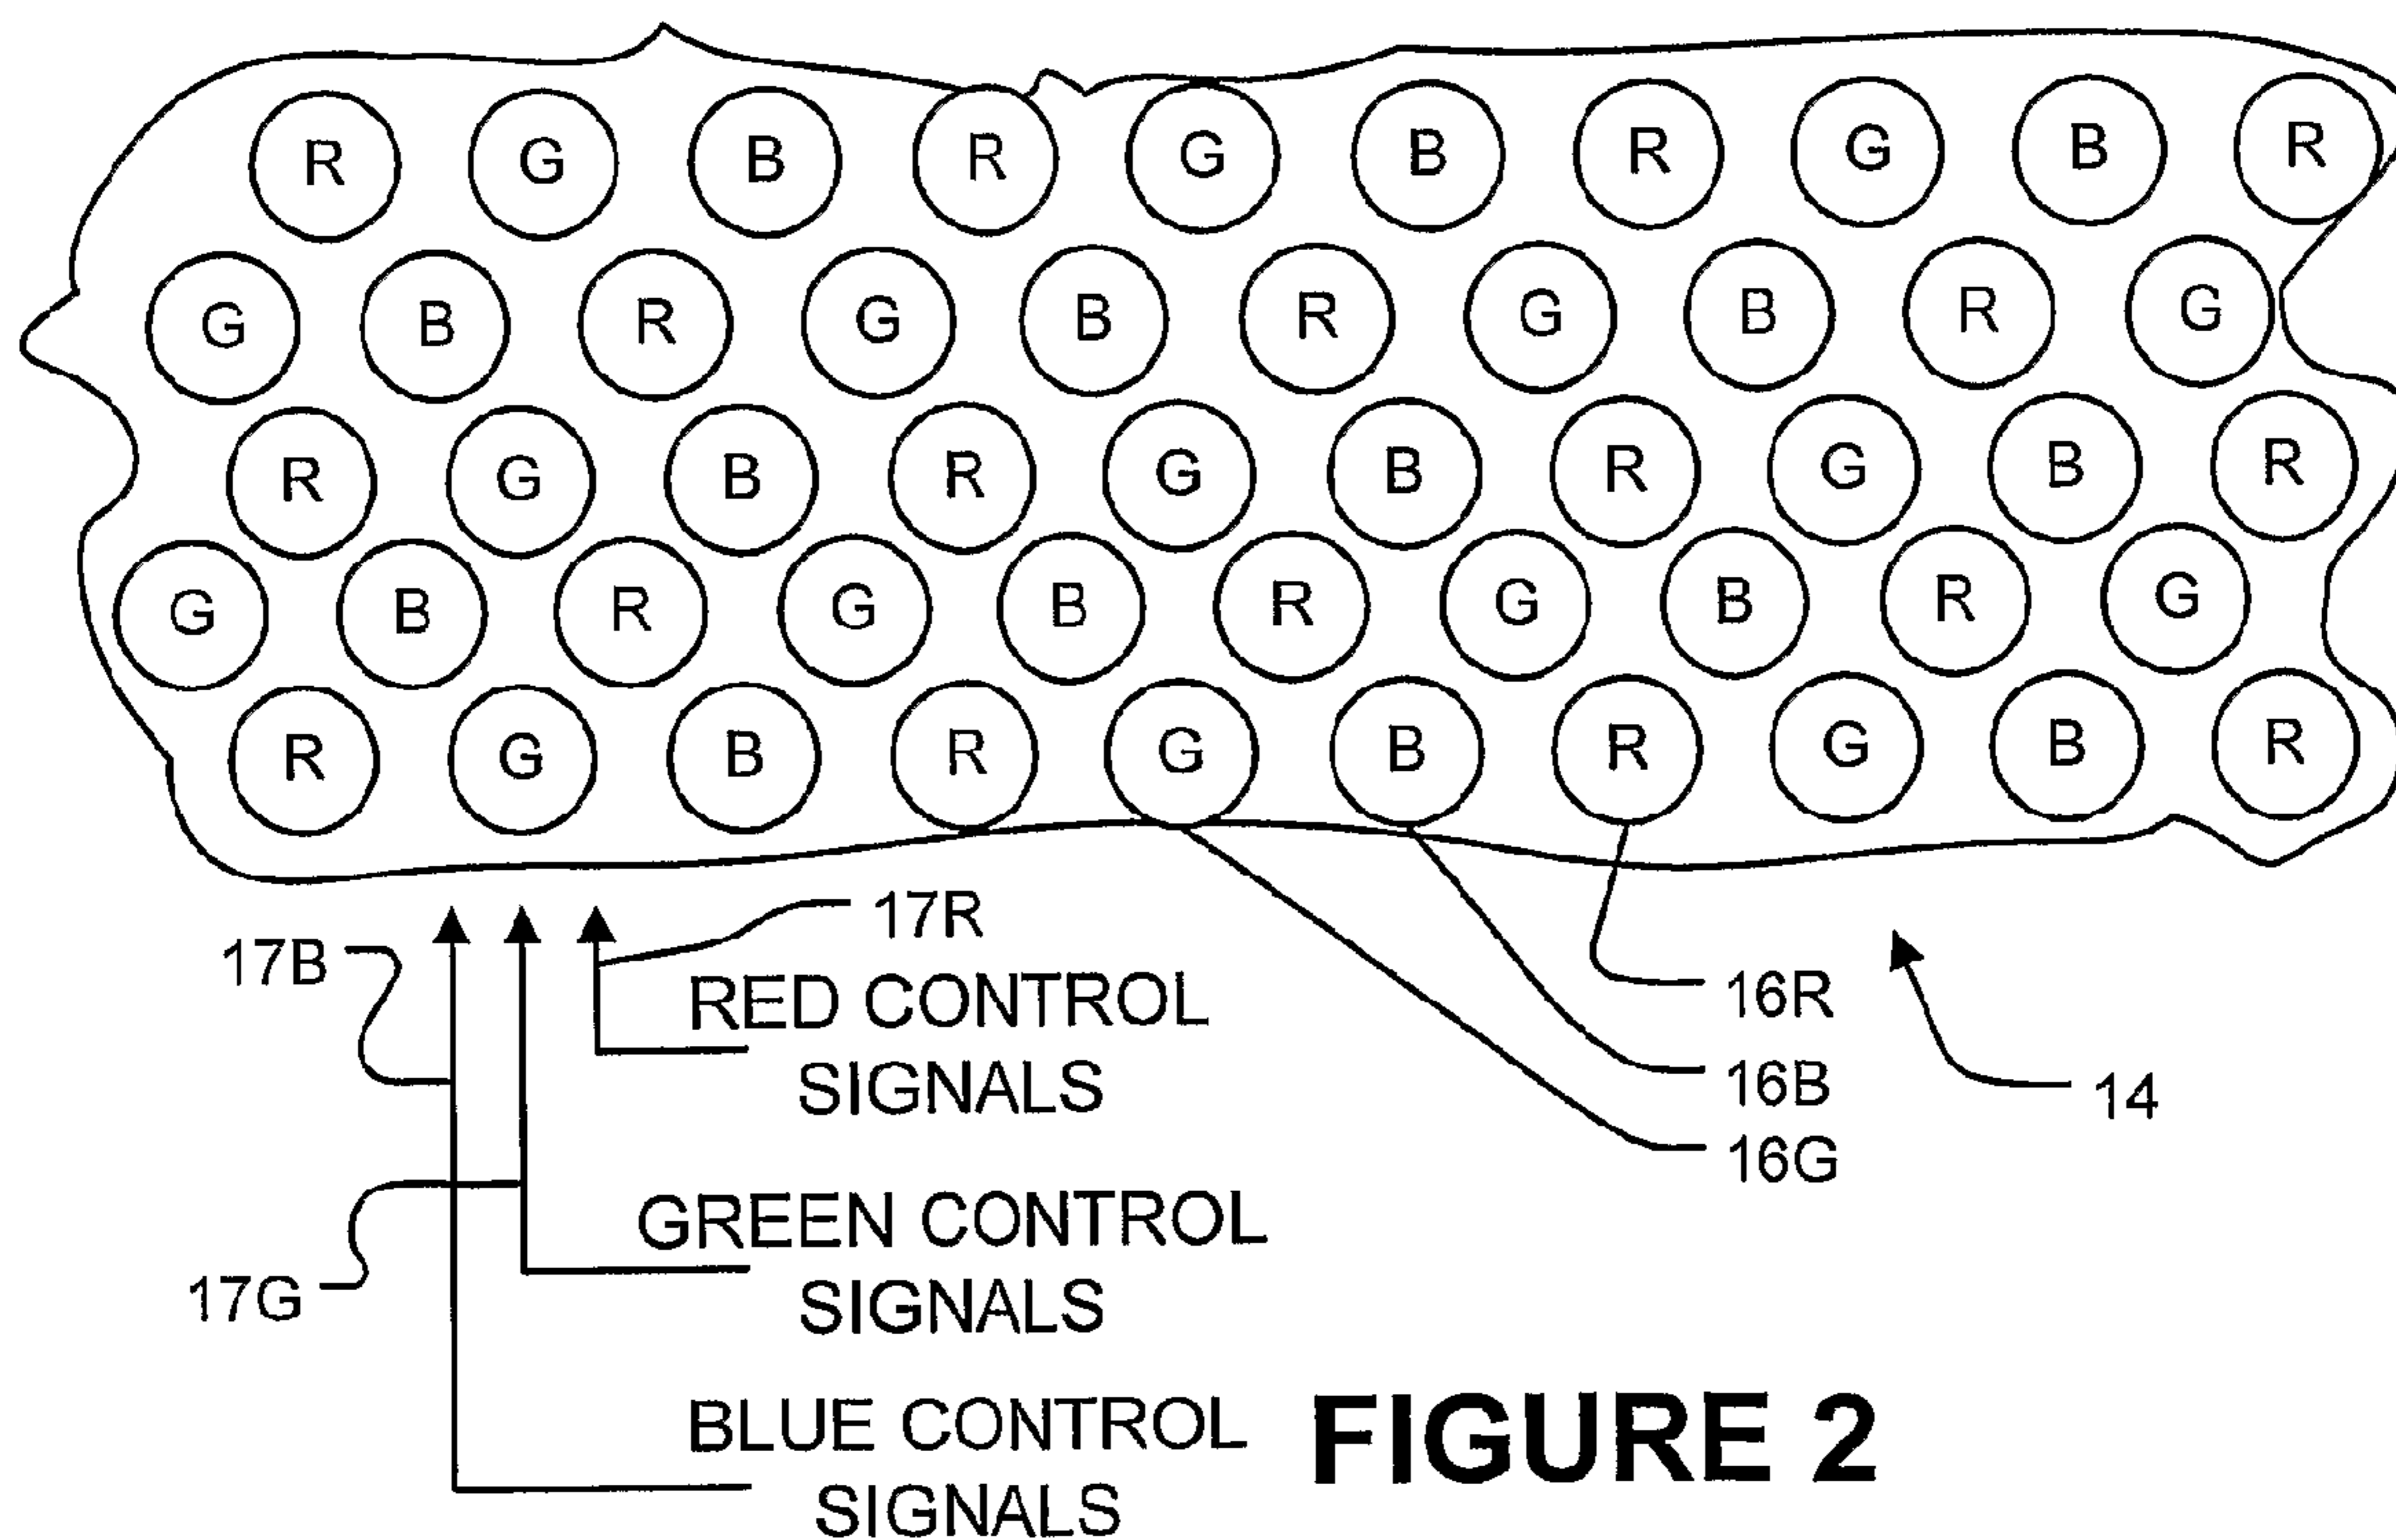 R G B R G B R G B R
G B R G B R G B R G
R G B R G B R G B R
G B R G B R G B R G
R G B R G B R G B R
17R
17B
RED CONTROL
SIGNALS
16R
16B
14
16G
GREEN CONTROL
SIGNALS
17G
BLUE CONTROL
SIGNALS
FIGURE 2